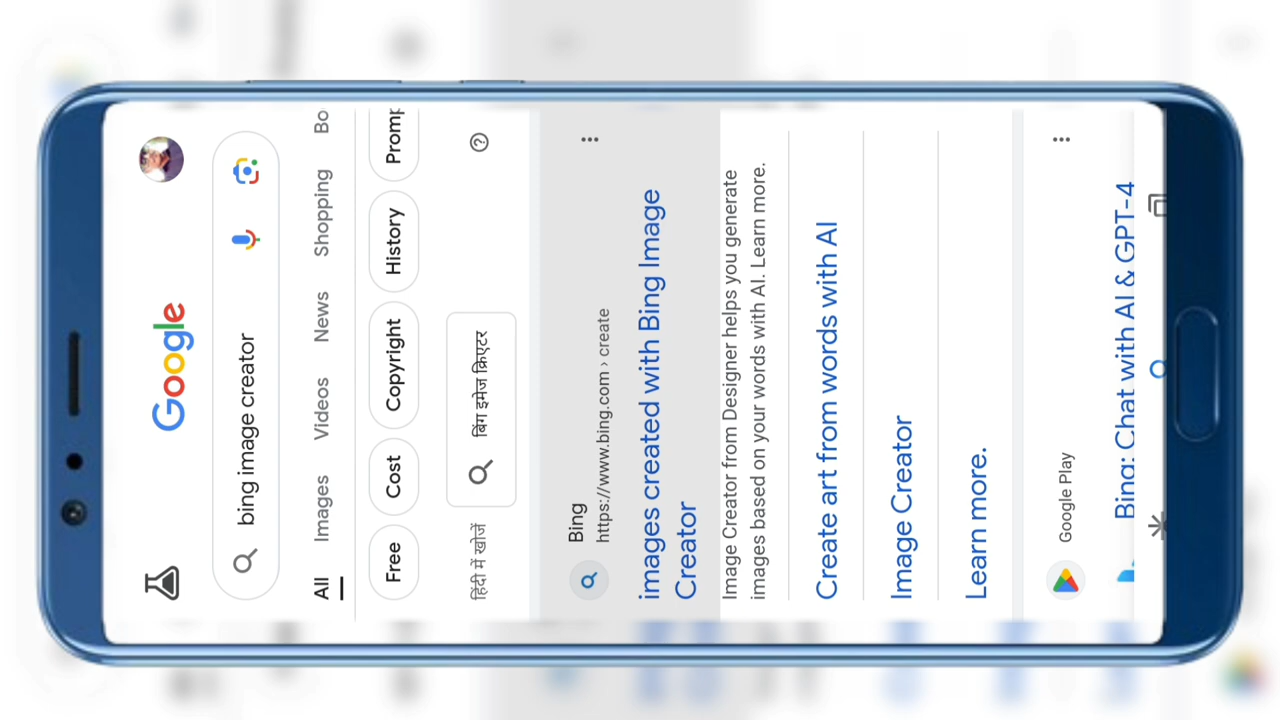 Google
bing image creator
All Images Videos News Shopping Bo
Free Cost Copyright History Promp
हिंदी में खोजें बिंग इमेज क्रिएटर
Bing
https://www.bing.com › create
images created with Bing Image
Creator
Image Creator from Designer helps you generate
images based on your words with AI. Learn more.
Create art from words with AI
Image Creator
Learn more.
Google Play
Bing: Chat with AI & GPT-4